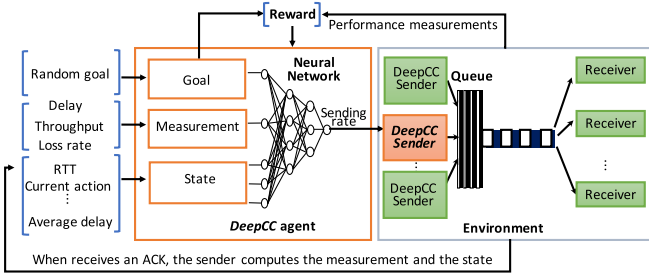 Reward
Performance measurements
Random goal
Goal
Neural
Network
DeepCC
Sender
Queue
Receiver
Delay
Throughput
Loss rate
Measurement
Sending
rate
DeepCC
Sender
Receiver
RTT
Current action
⋮
Average delay
State
⋮
⋮
DeepCC
Sender
⋮
Receiver
DeepCC agent
Environment
When receives an ACK, the sender computes the measurement and the state